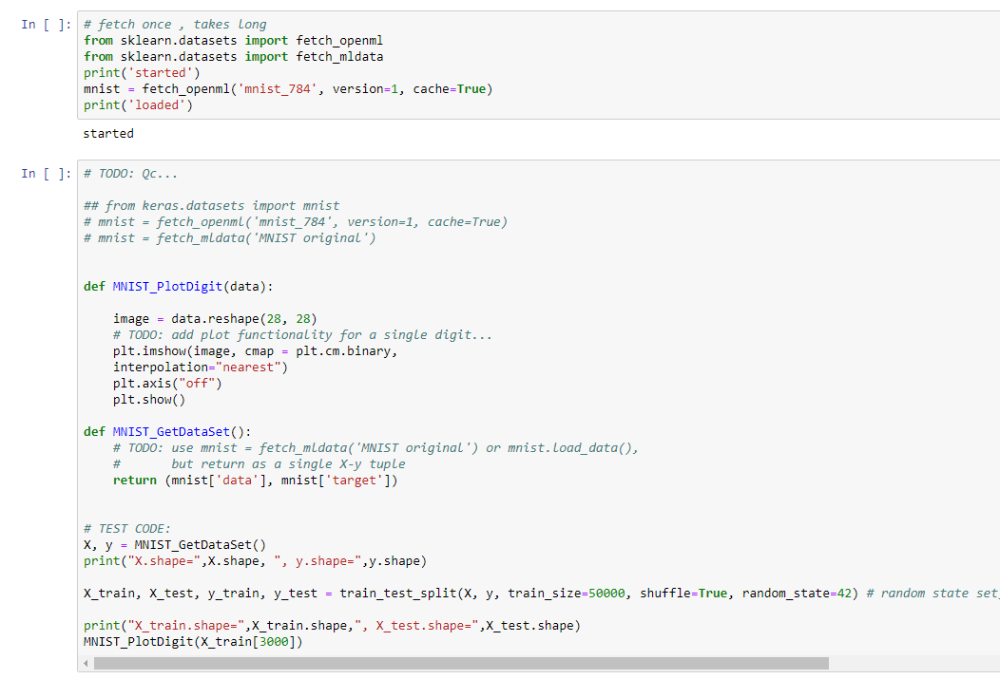 In [ ]: # fetch once , takes long
from sklearn.datasets import fetch_openml
from sklearn.datasets import fetch_mldata
print('started')
mnist = fetch_openml('mnist_784', version=1, cache=True)
print('loaded')
started
In [ ]: # TODO: Qc...
## from keras.datasets import mnist
# mnist = fetch_openml('mnist_784', version=1, cache=True)
# mnist = fetch_mldata('MNIST original')
def MNIST_PlotDigit(data):
    image = data.reshape(28, 28)
    # TODO: add plot functionality for a single digit...
    plt.imshow(image, cmap = plt.cm.binary,
    interpolation="nearest")
    plt.axis("off")
    plt.show()
def MNIST_GetDataSet():
    # TODO: use mnist = fetch_mldata('MNIST original') or mnist.load_data(),
    #       but return as a single X-y tuple
    return (mnist['data'], mnist['target'])
# TEST CODE:
X, y = MNIST_GetDataSet()
print("X.shape=",X.shape, ", y.shape=",y.shape)
X_train, X_test, y_train, y_test = train_test_split(X, y, train_size=50000, shuffle=True, random_state=42) # random state set_
print("X_train.shape=",X_train.shape,", X_test.shape=",X_test.shape)
MNIST_PlotDigit(X_train[3000])